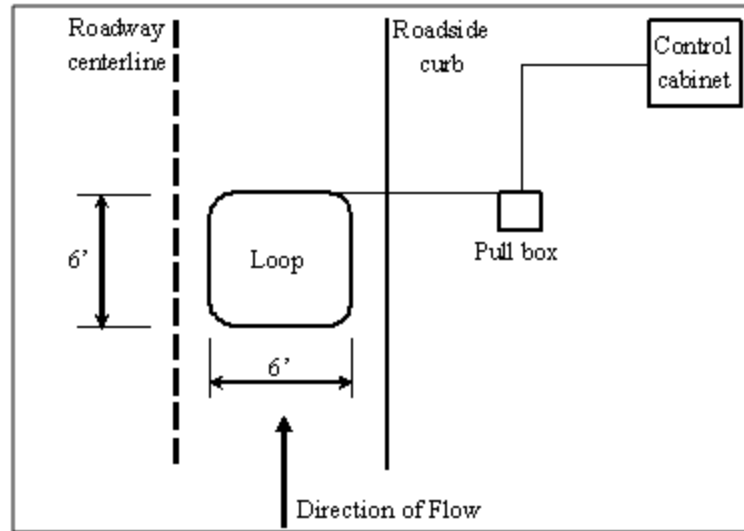 Roadway
centerline
Roadside
curb
Control
cabinet
6’
Loop
Pull box
6’
Direction of Flow